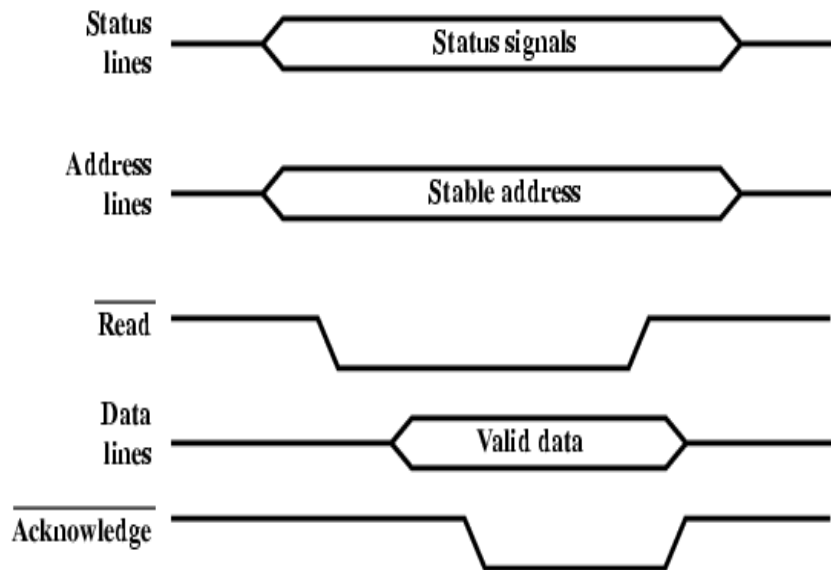 Status
lines
Status signals
Address
lines
Stable address
Read
Data
lines
Valid data
Acknowledge